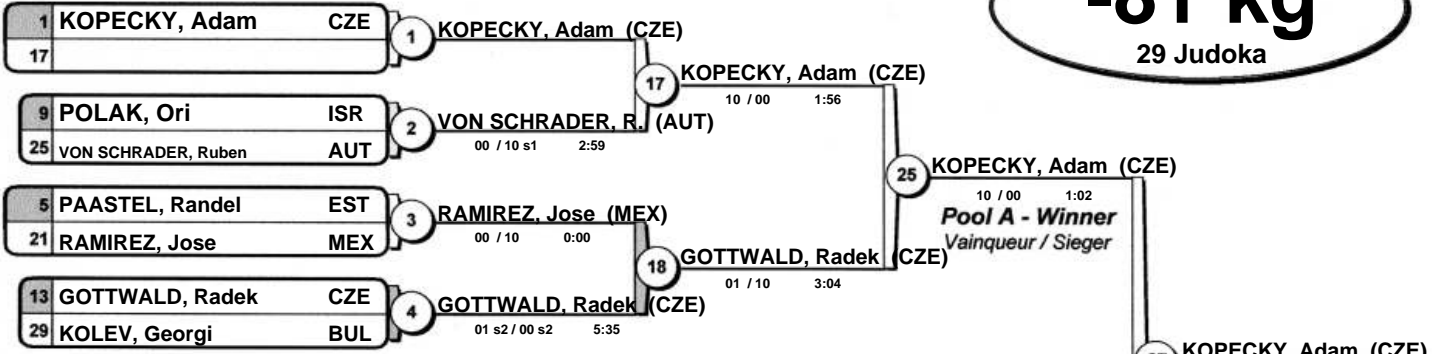 -81 kg
29 Judoka
1 KOPECKY, Adam CZE
17
1 KOPECKY, Adam (CZE)
9 POLAK, Ori ISR
25 VON SCHRADER, Ruben AUT
2 VON SCHRADER, R. (AUT)
00 / 10 s1 2:59
17 KOPECKY, Adam (CZE)
10 / 00 1:56
5 PAASTEL, Randel EST
21 RAMIREZ, Jose MEX
3 RAMIREZ, Jose (MEX)
00 / 10 0:00
13 GOTTWALD, Radek CZE
29 KOLEV, Georgi BUL
4 GOTTWALD, Radek (CZE)
01 s2 / 00 s2 5:35
18 GOTTWALD, Radek (CZE)
01 / 10 3:04
25 KOPECKY, Adam (CZE)
10 / 00 1:02
Pool A - Winner
Vainqueur / Sieger
KOPECKY, Adam (CZE)